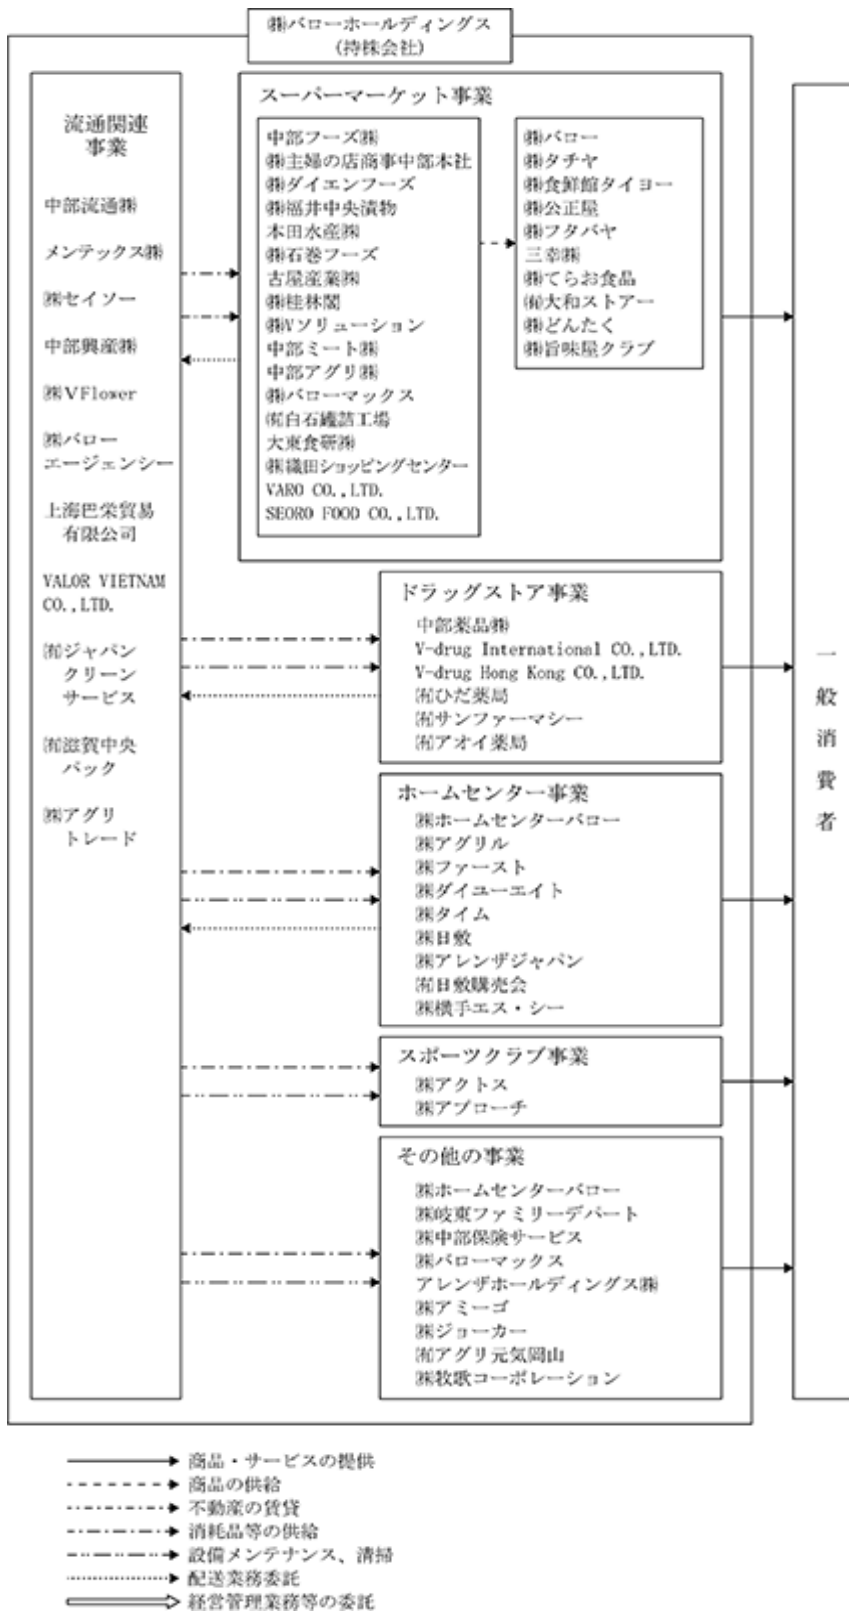 ㈱バローホールディングス
(持株会社)
流通関連
事業
中部流通㈱
メンテックス㈱
㈱セイソー
中部興産㈱
㈱VFlower
㈱バロー
エージェンシー
上海巴栄貿易
有限公司
VALOR VIETNAM
CO.,LTD.
㈲ジャパン
クリーン
サービス
㈲滋賀中央
パック
㈱アグリ
トレード
スーパーマーケット事業
中部フーズ㈱
㈱主婦の店商事中部本社
㈱ダイエンフーズ
㈱福井中央漬物
本田水産㈱
㈱石巻フーズ
古屋産業㈱
㈱桂林閣
㈱Vソリューション
中部ミート㈱
中部アグリ㈱
㈱バローマックス
㈲白石罐詰工場
大東食研㈱
㈱織田ショッピングセンター
VARO CO.,LTD.
SEORO FOOD CO.,LTD.
㈱バロー
㈱タチヤ
㈱食鮮館タイヨー
㈱公正屋
㈱フタバヤ
三幸㈱
㈱てらお食品
㈲大和ストアー
㈱どんたく
㈱旨味屋クラブ
ドラッグストア事業
中部薬品㈱
V-drug International CO.,LTD.
V-drug Hong Kong CO.,LTD.
㈲ひだ薬局
㈲サンファーマシー
㈲アオイ薬局
ホームセンター事業
㈱ホームセンターバロー
㈱アグリル
㈱ファースト
㈱ダイユーエイト
㈱タイム
㈱日敷
㈱アレンザジャパン
㈲日敷購売会
㈱横手エス・シー
スポーツクラブ事業
㈱アクトス
㈱アプローチ
その他の事業
㈱ホームセンターバロー
㈱岐東ファミリーデパート
㈱中部保険サービス
㈱バローマックス
アレンザホールディングス㈱
㈱アミーゴ
㈱ジョーカー
㈲アグリ元気岡山
㈱牧歌コーポレーション
一般消費者
商品・サービスの提供
商品の供給
不動産の賃貸
消耗品等の供給
設備メンテナンス、清掃
配送業務委託
経営管理業務等の委託